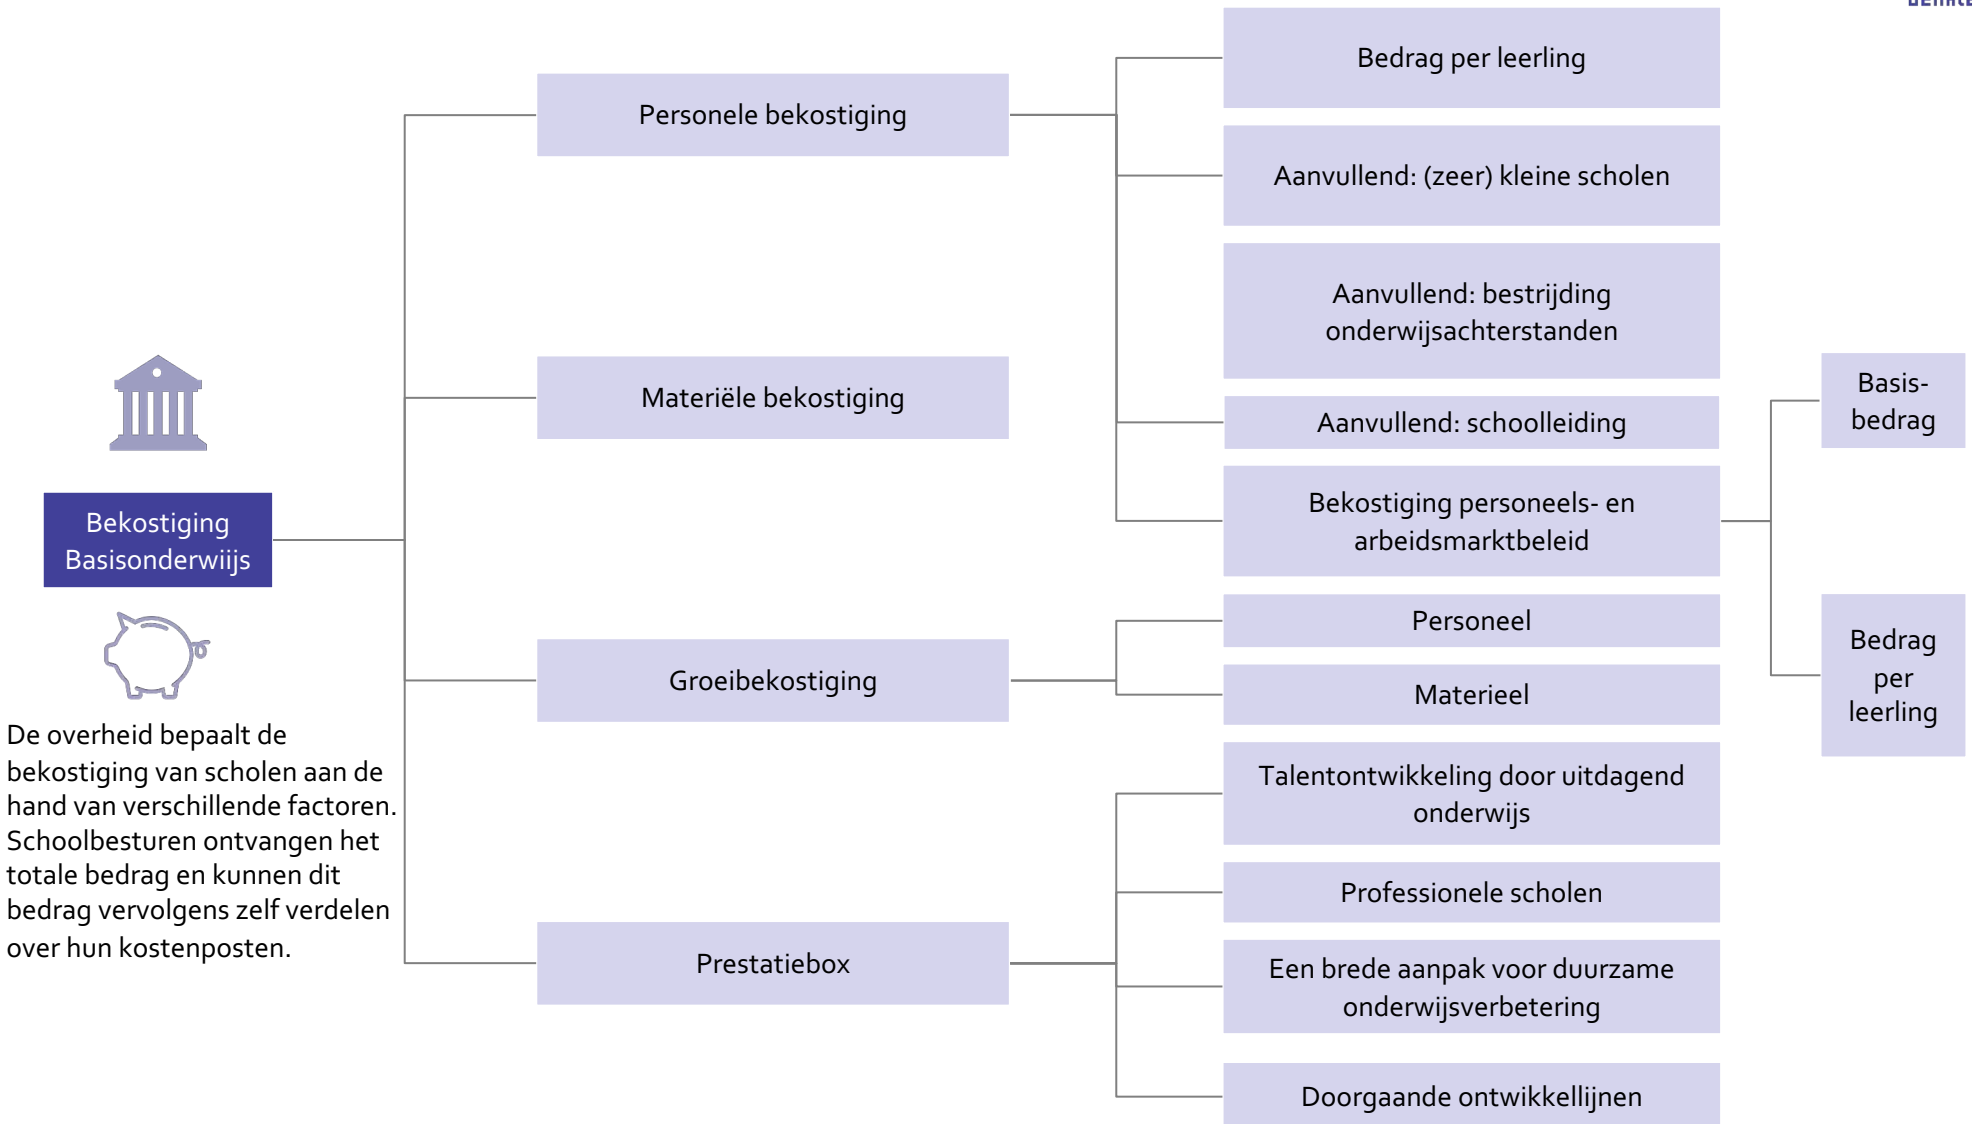 Bekostiging
Basisonderwiijs
De overheid bepaalt de
bekostiging van scholen aan de
hand van verschillende factoren.
Schoolbesturen ontvangen het
totale bedrag en kunnen dit
bedrag vervolgens zelf verdelen
over hun kostenposten.
Personele bekostiging
Materiële bekostiging
Groeibekostiging
Prestatiebox
Bedrag per leerling
Aanvullend: (zeer) kleine scholen
Aanvullend: bestrijding
onderwijsachterstanden
Aanvullend: schoolleiding
Bekostiging personeels- en
arbeidsmarktbeleid
Personeel
Materieel
Talentontwikkeling door uitdagend
onderwijs
Professionele scholen
Een brede aanpak voor duurzame
onderwijsverbetering
Doorgaande ontwikkellijnen
Basis-
bedrag
Bedrag
per
leerling